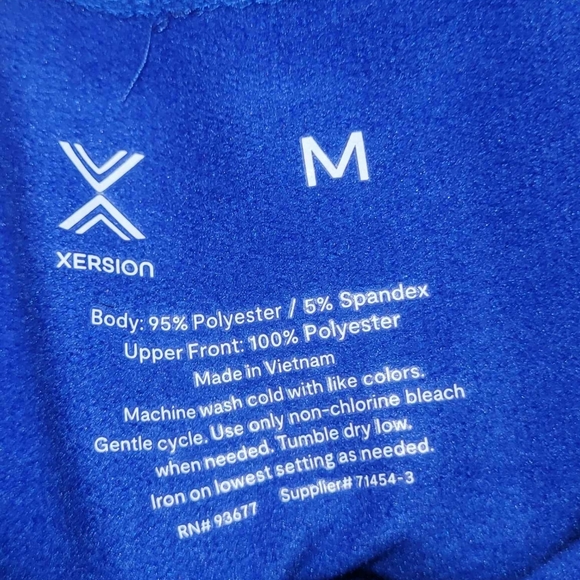 M
XERSION
Body: 95% Polyester / 5% Spandex
Upper Front: 100% Polyester
Made in Vietnam
Machine wash cold with like colors.
Gentle cycle. Use only non-chlorine bleach
when needed. Tumble dry low.
Iron on lowest setting as needed.
RN# 93677 Supplier# 71454-3